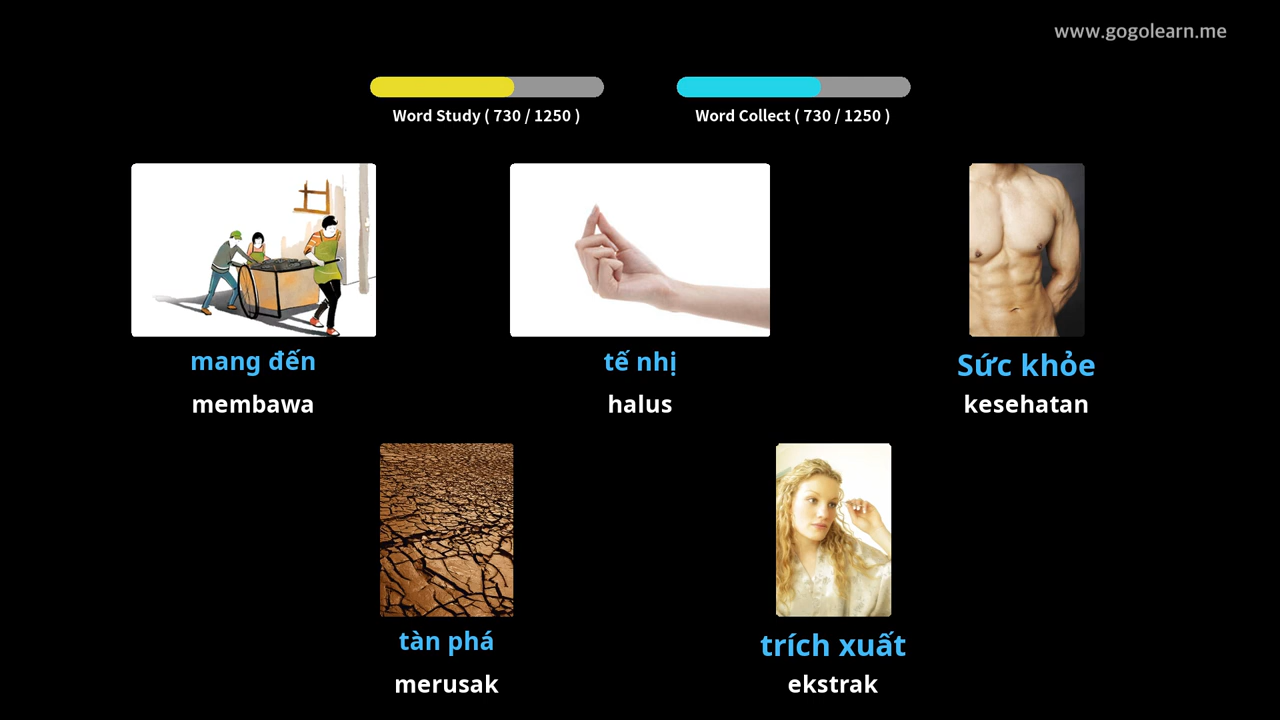 www.gogolearn.me
Word Study ( 730 / 1250 )
Word Collect ( 730 / 1250 )
mang đến
membawa
tế nhị
halus
Sức khỏe
kesehatan
tàn phá
merusak
trích xuất
ekstrak